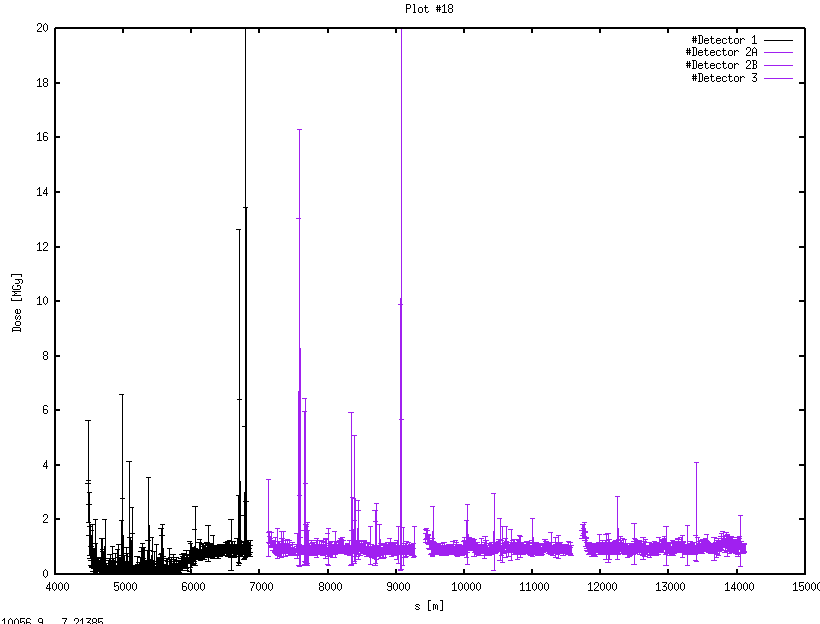 Plot #18
#Detector 1
#Detector 2A
#Detector 2B
#Detector 3
20
18
16
14
12
10
8
6
4
2
0
Dose [MGy]
4000 5000 6000 7000 8000 9000 10000 11000 12000 13000 14000 15000
s [m]
10056.9 7.21385